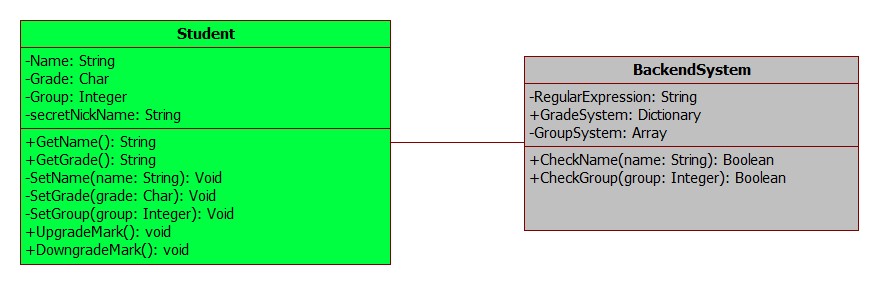 Student
-Name: String
-Grade: Char
-Group: Integer
-secretNickName: String
+GetName(): String
+GetGrade(): String
-SetName(name: String): Void
-SetGrade(grade: Char): Void
-SetGroup(group: Integer): Void
+UpgradeMark(): void
+DowngradeMark(): void
BackendSystem
-RegularExpression: String
+GradeSystem: Dictionary
-GroupSystem: Array
+CheckName(name: String): Boolean
+CheckGroup(group: Integer): Boolean